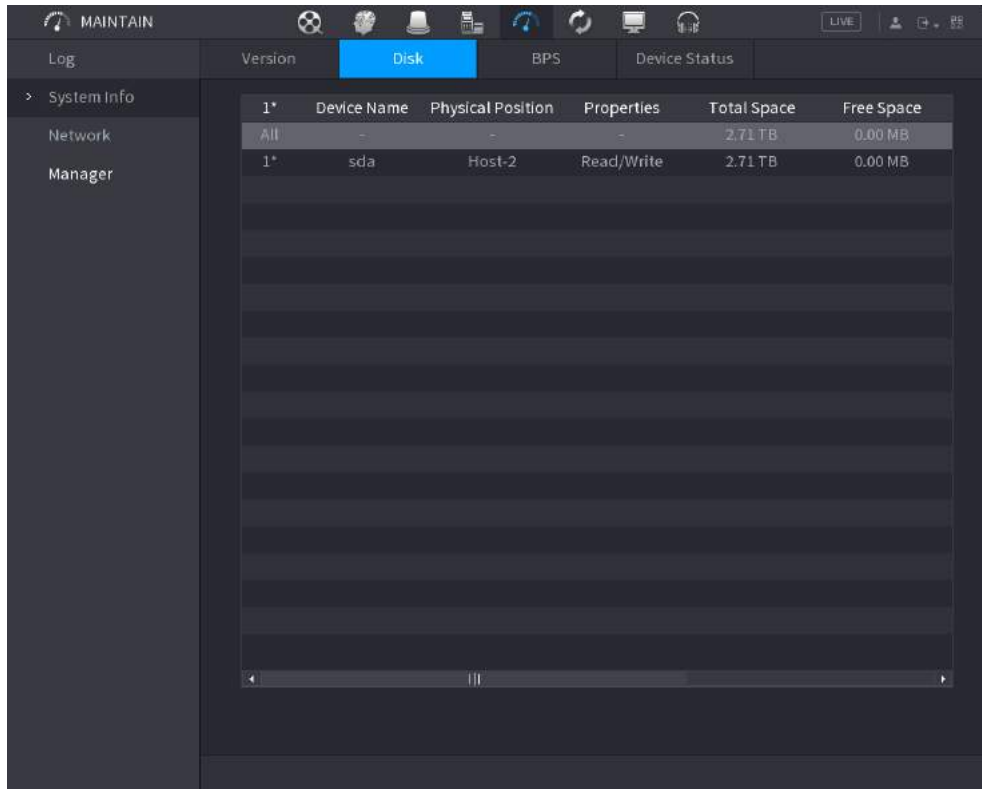 MAINTAIN LIVE
Log Version Disk BPS Device Status
> System Info
1* Device Name Physical Position Properties Total Space Free Space
Network All - - - 2.71 TB 0.00 MB
1* sda Host-2 Read/Write 2.71 TB 0.00 MB
Manager